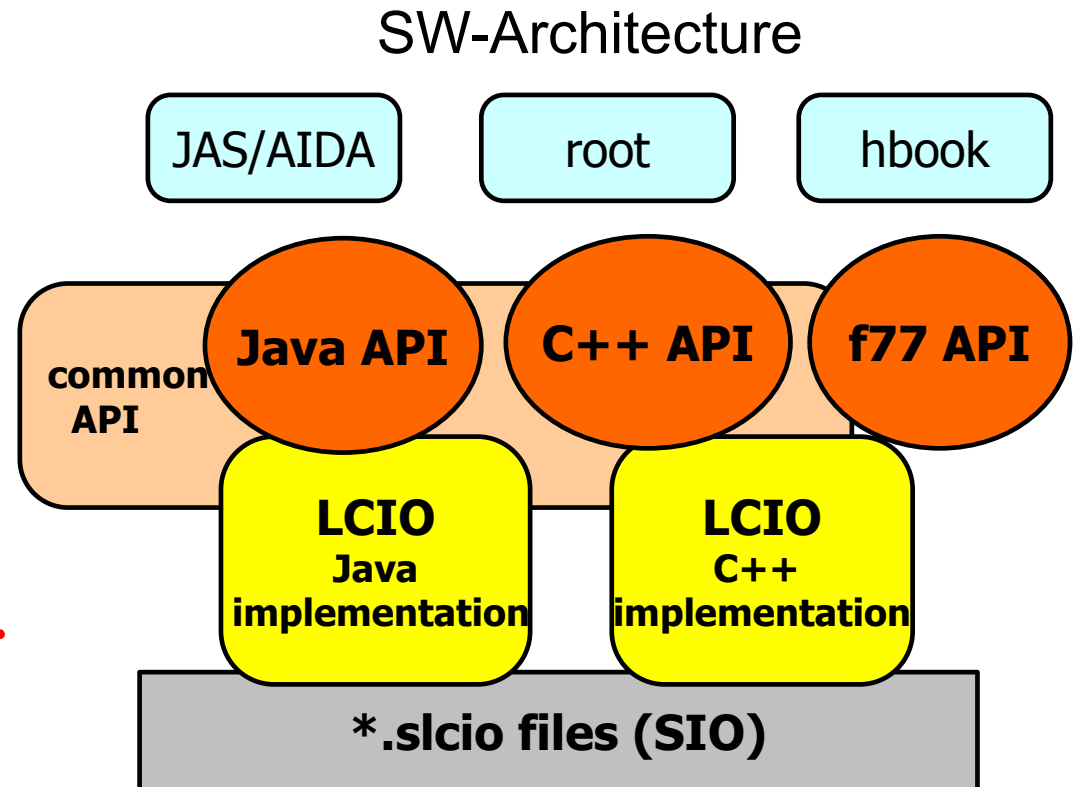 SW-Architecture
JAS/AIDA
root
hbook
Java API
C++ API
f77 API
common
API
LCIO
Java
implementation
LCIO
C++
implementation
*.slcio files (SIO)